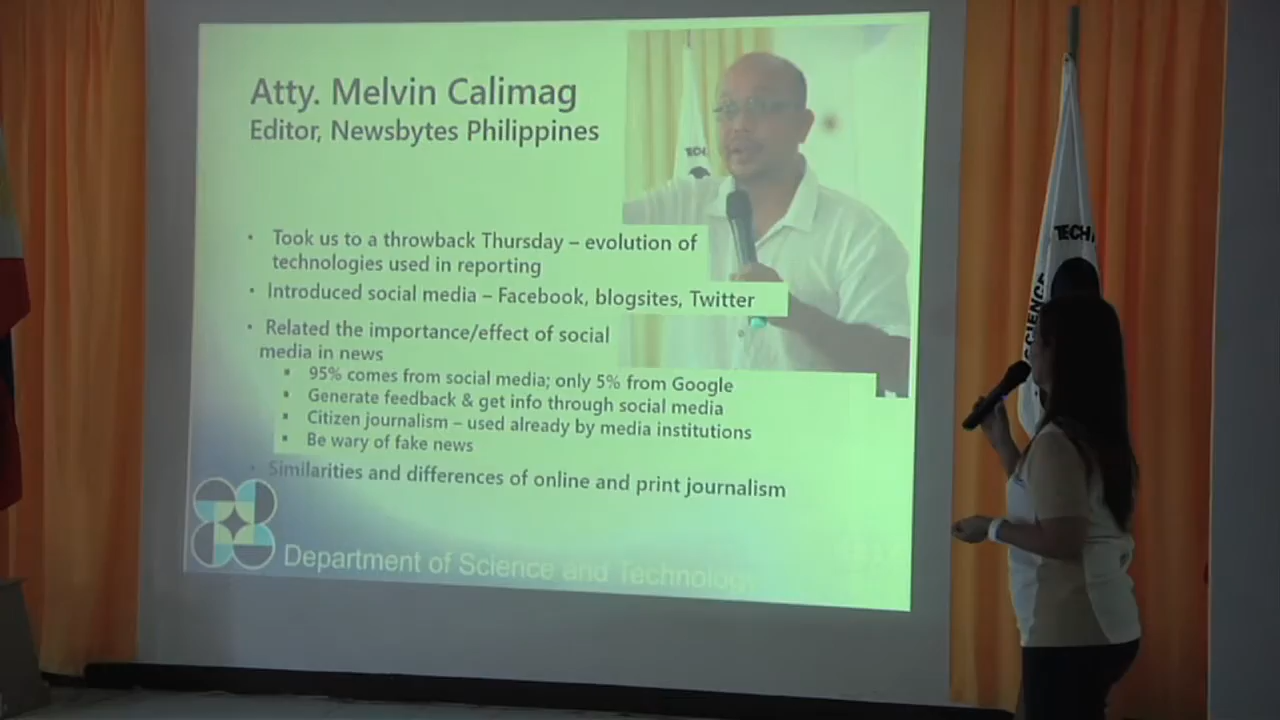 Atty. Melvin Calimag
Editor, Newsbytes Philippines
TECH
• Took us to a throwback Thursday – evolution of
technologies used in reporting
• Introduced social media – Facebook, blogsites, Twitter
• Related the importance/effect of social
media in news
▪ 95% comes from social media; only 5% from Google
▪ Generate feedback & get info through social media
▪ Citizen journalism – used already by media institutions
▪ Be wary of fake news
• Similarities and differences of online and print journalism
Department of Science and Technology
TECH
SCIENCE